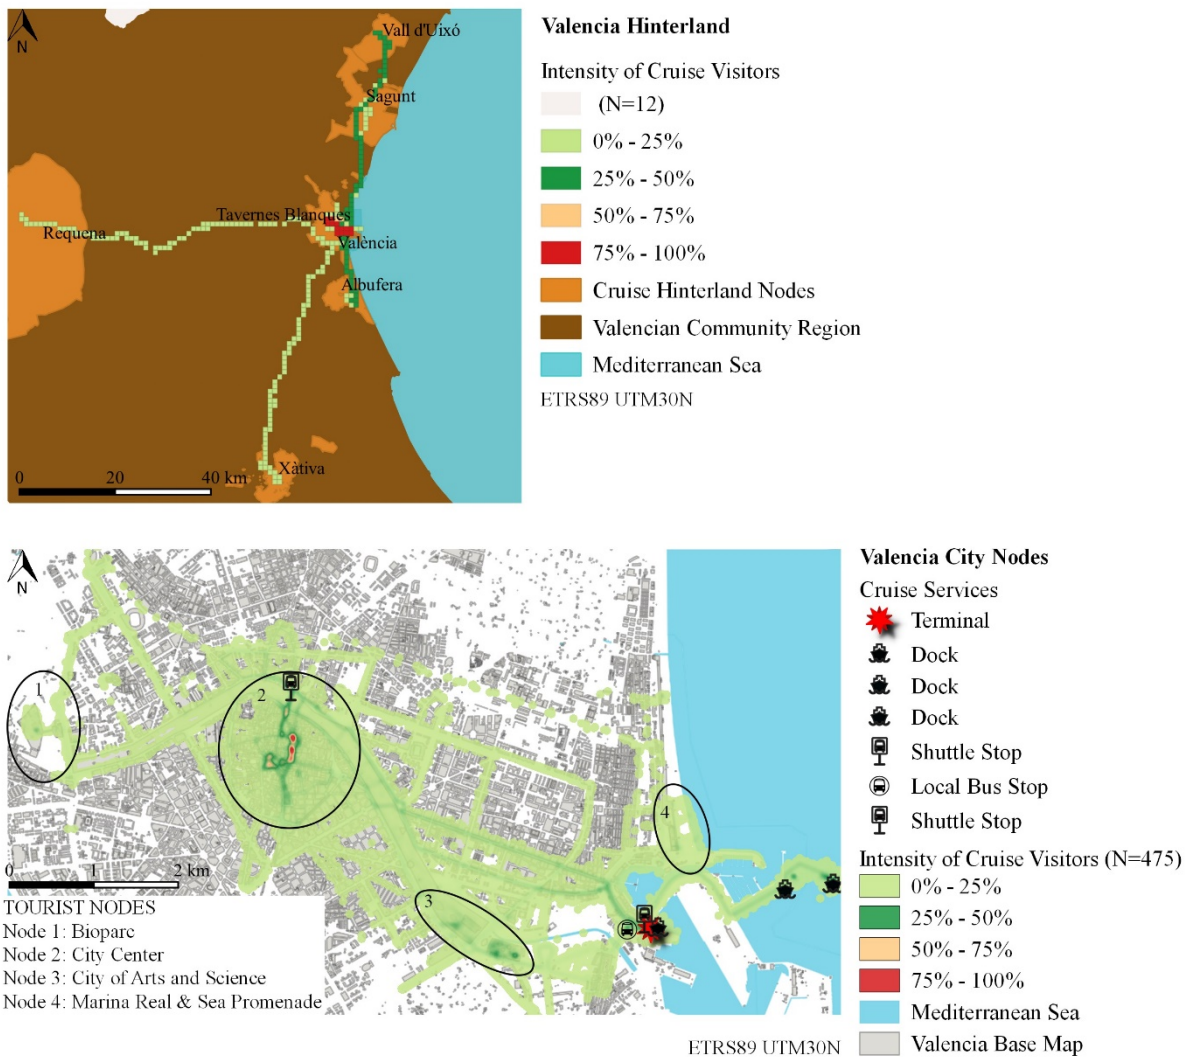 N
Vall d'Uixó
Sagunt
Tavernes Blanques
Requena
València
Albufera
Xàtiva
0 20 40 km
Valencia Hinterland
Intensity of Cruise Visitors
(N=12)
0% - 25%
25% - 50%
50% - 75%
75% - 100%
Cruise Hinterland Nodes
Valencian Community Region
Mediterranean Sea
ETRS89 UTM30N
N
1
2
4
3
0 1 2 km
TOURIST NODES
Node 1: Bioparc
Node 2: City Center
Node 3: City of Arts and Science
Node 4: Marina Real & Sea Promenade
ETRS89 UTM30N
Valencia City Nodes
Cruise Services
Terminal
Dock
Dock
Dock
Shuttle Stop
Local Bus Stop
Shuttle Stop
Intensity of Cruise Visitors (N=475)
0% - 25%
25% - 50%
50% - 75%
75% - 100%
Mediterranean Sea
Valencia Base Map